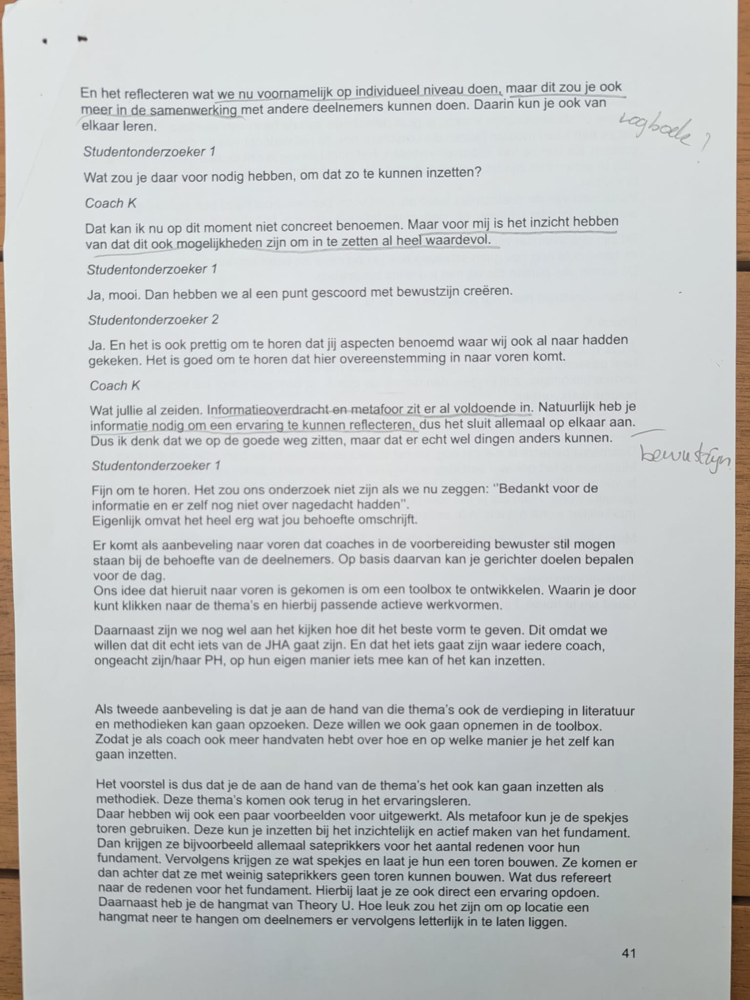 En het reflecteren wat we nu voornamelijk op individueel niveau doen, maar dit zou je ook
meer in de samenwerking met andere deelnemers kunnen doen. Daarin kun je ook van
elkaar leren.
logboek?
Studentonderzoeker 1
Wat zou je daar voor nodig hebben, om dat zo te kunnen inzetten?
Coach K
Dat kan ik nu op dit moment niet concreet benoemen. Maar voor mij is het inzicht hebben
van dat dit ook mogelijkheden zijn om in te zetten al heel waardevol.
Studentonderzoeker 1
Ja, mooi. Dan hebben we al een punt gescoord met bewustzijn creëren.
Studentonderzoeker 2
Ja. En het is ook prettig om te horen dat jij aspecten benoemd waar wij ook al naar hadden
gekeken. Het is goed om te horen dat hier overeenstemming in naar voren komt.
Coach K
Wat jullie al zeiden. Informatieoverdracht en metafoor zit er al voldoende in. Natuurlijk heb je
informatie nodig om een ervaring te kunnen reflecteren, dus het sluit allemaal op elkaar aan.
Dus ik denk dat we op de goede weg zitten, maar dat er echt wel dingen anders kunnen.
bewustzijn
Studentonderzoeker 1
Fijn om te horen. Het zou ons onderzoek niet zijn als we nu zeggen: ‘’Bedankt voor de
informatie en er zelf nog niet over nagedacht hadden”.
Eigenlijk omvat het heel erg wat jou behoefte omschrijft.
Er komt als aanbeveling naar voren dat coaches in de voorbereiding bewuster stil mogen
staan bij de behoefte van de deelnemers. Op basis daarvan kan je gerichter doelen bepalen
voor de dag.
Ons idee dat hieruit naar voren is gekomen is om een toolbox te ontwikkelen. Waarin je door
kunt klikken naar de thema’s en hierbij passende actieve werkvormen.
Daarnaast zijn we nog wel aan het kijken hoe dit het beste vorm te geven. Dit omdat we
willen dat dit echt iets van de JHA gaat zijn. En dat het iets gaat zijn waar iedere coach,
ongeacht zijn/haar PH, op hun eigen manier iets mee kan of het kan inzetten.
Als tweede aanbeveling is dat je aan de hand van die thema’s ook de verdieping in literatuur
en methodieken kan gaan opzoeken. Deze willen we ook gaan opnemen in de toolbox.
Zodat je als coach ook meer handvaten hebt over hoe en op welke manier je het zelf kan
gaan inzetten.
Het voorstel is dus dat je de aan de hand van de thema’s het ook kan gaan inzetten als
methodiek. Deze thema’s komen ook terug in het ervaringsleren.
Daar hebben wij ook een paar voorbeelden voor uitgewerkt. Als metafoor kun je de spekjes
toren gebruiken. Deze kun je inzetten bij het inzichtelijk en actief maken van het fundament.
Dan krijgen ze bijvoorbeeld allemaal sateprikkers voor het aantal redenen voor hun
fundament. Vervolgens krijgen ze wat spekjes en laat je hun een toren bouwen. Ze komen er
dan achter dat ze met weinig sateprikkers geen toren kunnen bouwen. Wat dus refereert
naar de redenen voor het fundament. Hierbij laat je ze ook direct een ervaring opdoen.
Daarnaast heb je de hangmat van Theory U. Hoe leuk zou het zijn om op locatie een
hangmat neer te hangen om deelnemers er vervolgens letterlijk in te laten liggen.
41